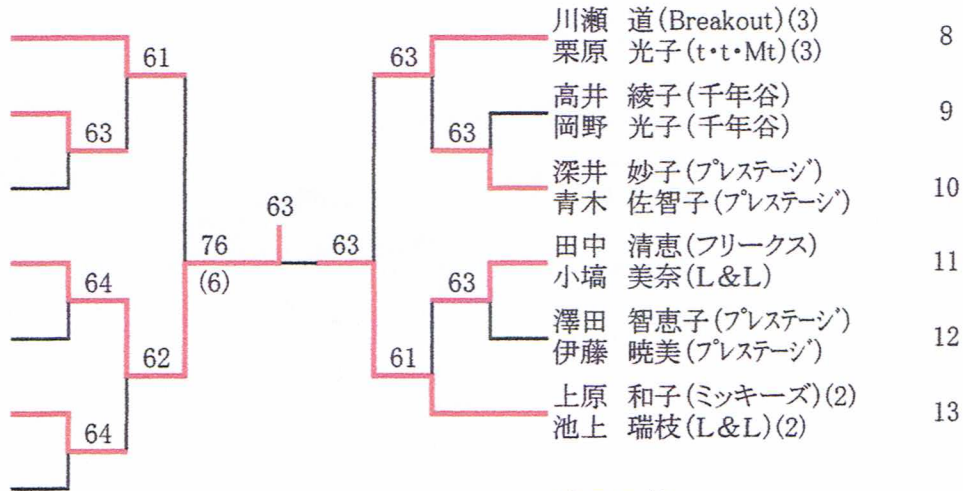 川瀬 道(Breakout)(3)
8
61
63
栗原 光子(t・t・Mt)(3)
高井 綾子(千年谷)
9
63
63
岡野 光子(千年谷)
深井 妙子(プレステージ)
10
青木 佐智子(プレステージ)
63
76
63
田中 清恵(フリークス)
11
(6)
64
63
小塙 美奈(L&L)
澤田 智恵子(プレステージ)
12
62
61
伊藤 暁美(プレステージ)
上原 和子(ミッキーズ)(2)
13
64
池上 瑞枝(L&L)(2)